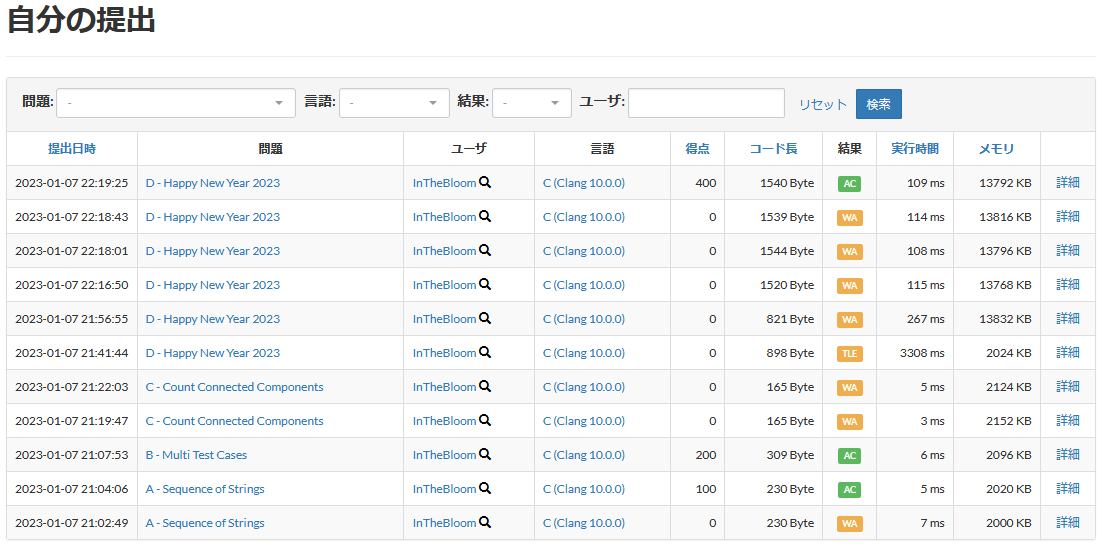 自分の提出
問題: - 言語: - 結果: - ユーザ: リセット 検索
提出日時 問題 ユーザ 言語 得点 コード長 結果 実行時間 メモリ
2023-01-07 22:19:25 D - Happy New Year 2023 InTheBloom C (Clang 10.0.0) 400 1540 Byte AC 109 ms 13792 KB 詳細
2023-01-07 22:18:43 D - Happy New Year 2023 InTheBloom C (Clang 10.0.0) 0 1539 Byte WA 114 ms 13816 KB 詳細
2023-01-07 22:18:01 D - Happy New Year 2023 InTheBloom C (Clang 10.0.0) 0 1544 Byte WA 108 ms 13796 KB 詳細
2023-01-07 22:16:50 D - Happy New Year 2023 InTheBloom C (Clang 10.0.0) 0 1520 Byte WA 115 ms 13768 KB 詳細
2023-01-07 21:56:55 D - Happy New Year 2023 InTheBloom C (Clang 10.0.0) 0 821 Byte WA 267 ms 13832 KB 詳細
2023-01-07 21:41:44 D - Happy New Year 2023 InTheBloom C (Clang 10.0.0) 0 898 Byte TLE 3308 ms 2024 KB 詳細
2023-01-07 21:22:03 C - Count Connected Components InTheBloom C (Clang 10.0.0) 0 165 Byte WA 5 ms 2124 KB 詳細
2023-01-07 21:19:47 C - Count Connected Components InTheBloom C (Clang 10.0.0) 0 165 Byte WA 3 ms 2152 KB 詳細
2023-01-07 21:07:53 B - Multi Test Cases InTheBloom C (Clang 10.0.0) 200 309 Byte AC 6 ms 2096 KB 詳細
2023-01-07 21:04:06 A - Sequence of Strings InTheBloom C (Clang 10.0.0) 100 230 Byte AC 5 ms 2020 KB 詳細
2023-01-07 21:02:49 A - Sequence of Strings InTheBloom C (Clang 10.0.0) 0 230 Byte WA 7 ms 2000 KB 詳細